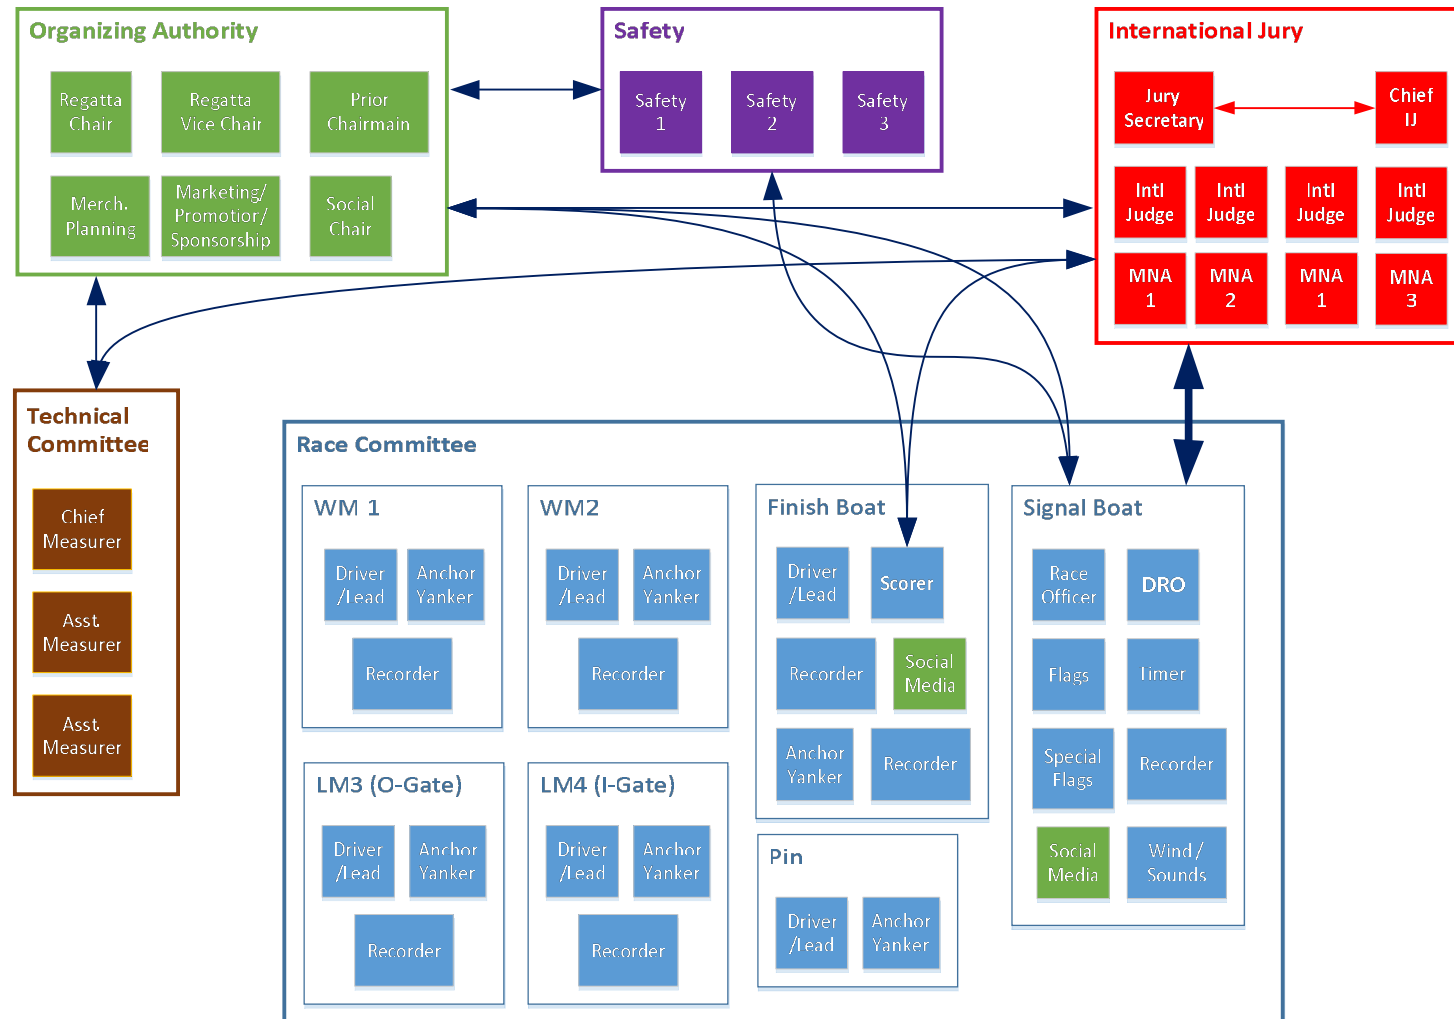 Organizing Authority
Regatta
Chair
Regatta
Vice Chair
Prior
Chairmain
Merch.
Planning
Marketing/
Promotior/
Sponsorship
Social
Chair
Safety
Safety
1
Safety
2
Safety
3
International Jury
Jury
Secretary
Chief
IJ
Intl
Judge
Intl
Judge
Intl
Judge
Intl
Judge
MNA
1
MNA
2
MNA
1
MNA
3
Technical
Committee
Chief
Measurer
Asst.
Measurer
Asst.
Measurer
Race Committee
WM 1
Driver
/Lead
Anchor
Yanker
Recorder
WM2
Driver
/Lead
Anchor
Yanker
Recorder
Finish Boat
Driver
/Lead
Scorer
Recorder
Social
Media
Anchor
Yanker
Recorder
Signal Boat
Race
Officer
DRO
Flags
Timer
Special
Flags
Recorder
Social
Media
Wind /
Sounds
LM3 (O-Gate)
Driver
/Lead
Anchor
Yanker
Recorder
LM4 (I-Gate)
Driver
/Lead
Anchor
Yanker
Recorder
Pin
Driver
/Lead
Anchor
Yanker